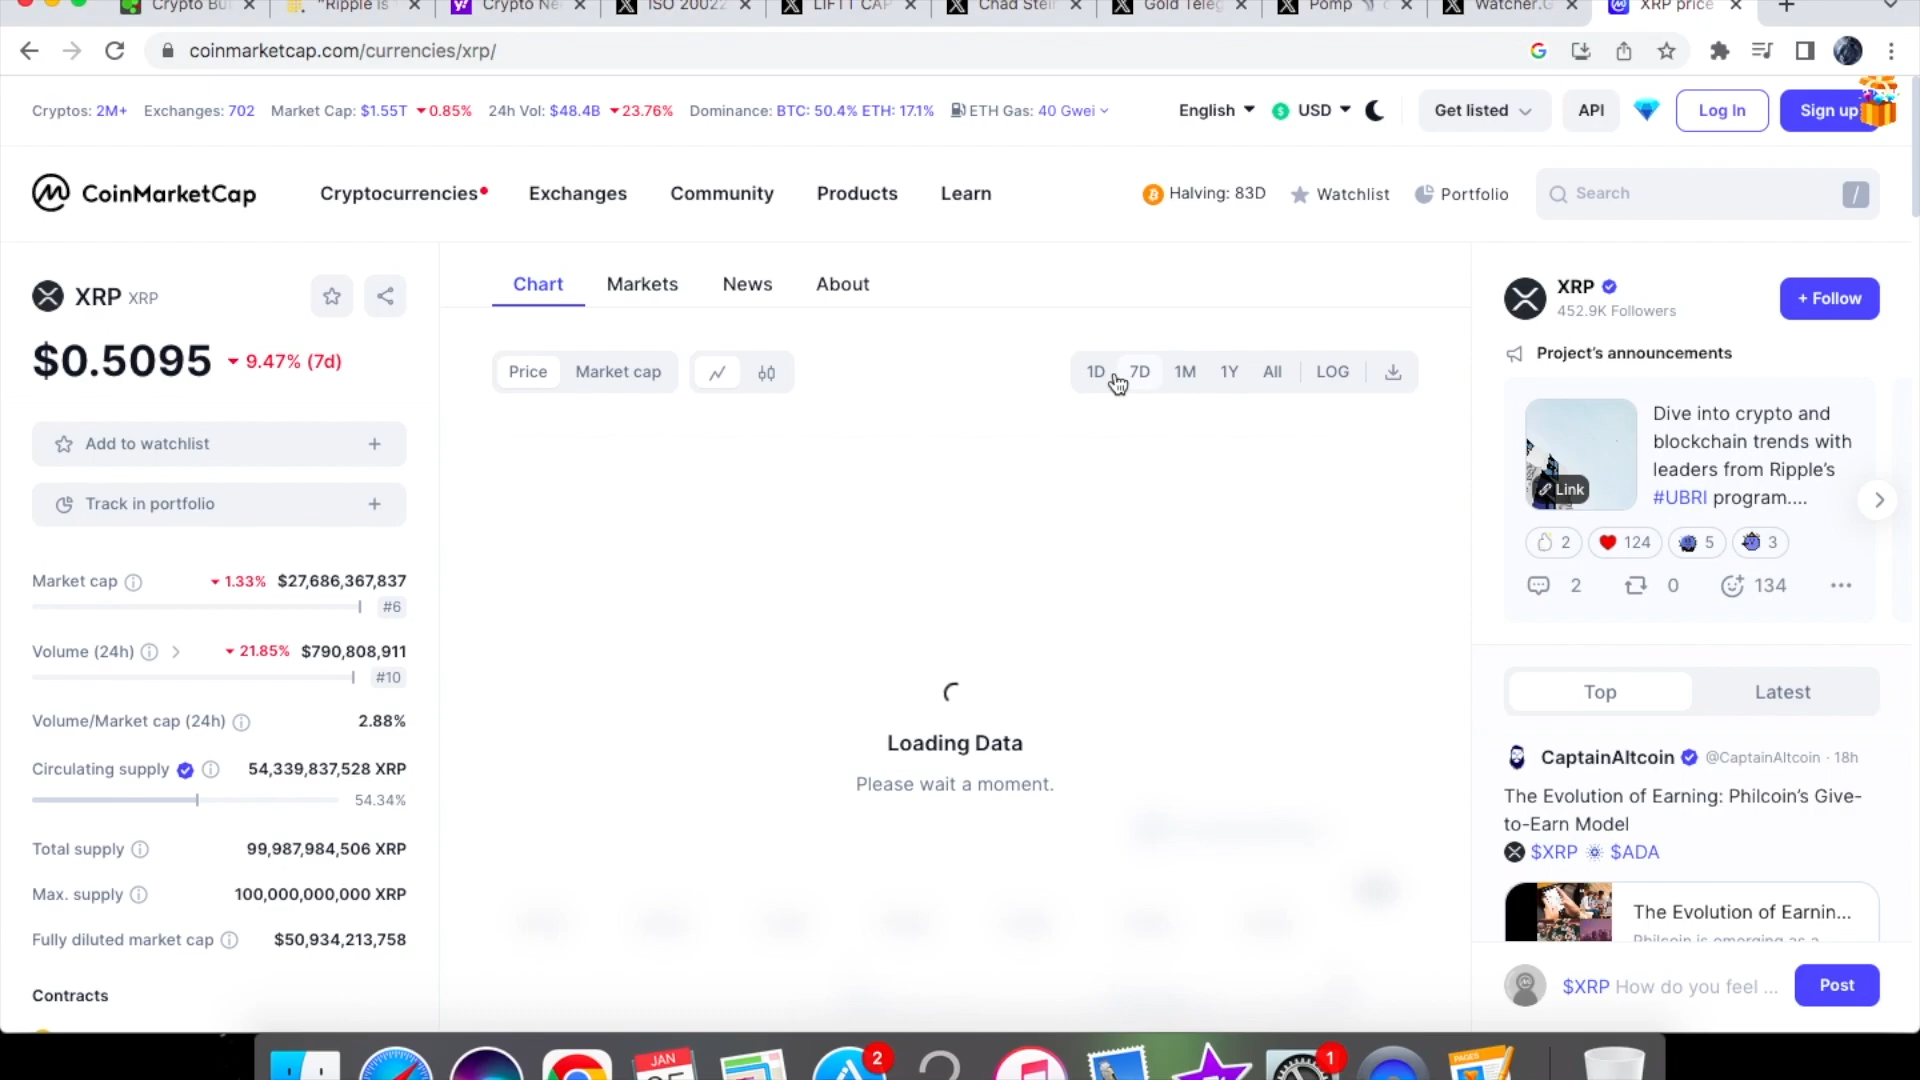 Crypto Bu
"Ripple is
Crypto Ne
ISO 20022
LIFTT CAP
Chad Stei
Gold Teleg
Pomp
Watcher.G
XRP price
coinmarketcap.com/currencies/xrp/
Cryptos: 2M+ Exchanges: 702 Market Cap: $1.55T 0.85% 24h Vol: $48.4B 23.76% Dominance: BTC: 50.4% ETH: 17.1% ETH Gas: 40 Gwei
English USD Get listed API Log In Sign up
CoinMarketCap Cryptocurrencies Exchanges Community Products Learn Halving: 83D Watchlist Portfolio Search /
XRP XRP
$0.5095 9.47% (7d)
Add to watchlist +
Track in portfolio +
Market cap 1.33% $27,686,367,837
#6
Volume (24h) 21.85% $790,808,911
#10
Volume/Market cap (24h) 2.88%
Circulating supply 54,339,837,528 XRP
54.34%
Total supply 99,987,984,506 XRP
Max. supply 100,000,000,000 XRP
Fully diluted market cap $50,934,213,758
Contracts
Chart Markets News About
Price Market cap 1D 7D 1M 1Y All LOG
Loading Data
Please wait a moment.
XRP
452.9K Followers
+ Follow
Project's announcements
Dive into crypto and
blockchain trends with
leaders from Ripple's
#UBRI program....
Link
2 124 5 3
2 0 134
Top Latest
CaptainAltcoin @CaptainAltcoin · 18h
The Evolution of Earning: Philcoin's Give-
to-Earn Model
$XRP $ADA
The Evolution of Earnin...
Philcoin is emerging as a
$XRP How do you feel ... Post
JAN
2
1
PAGES